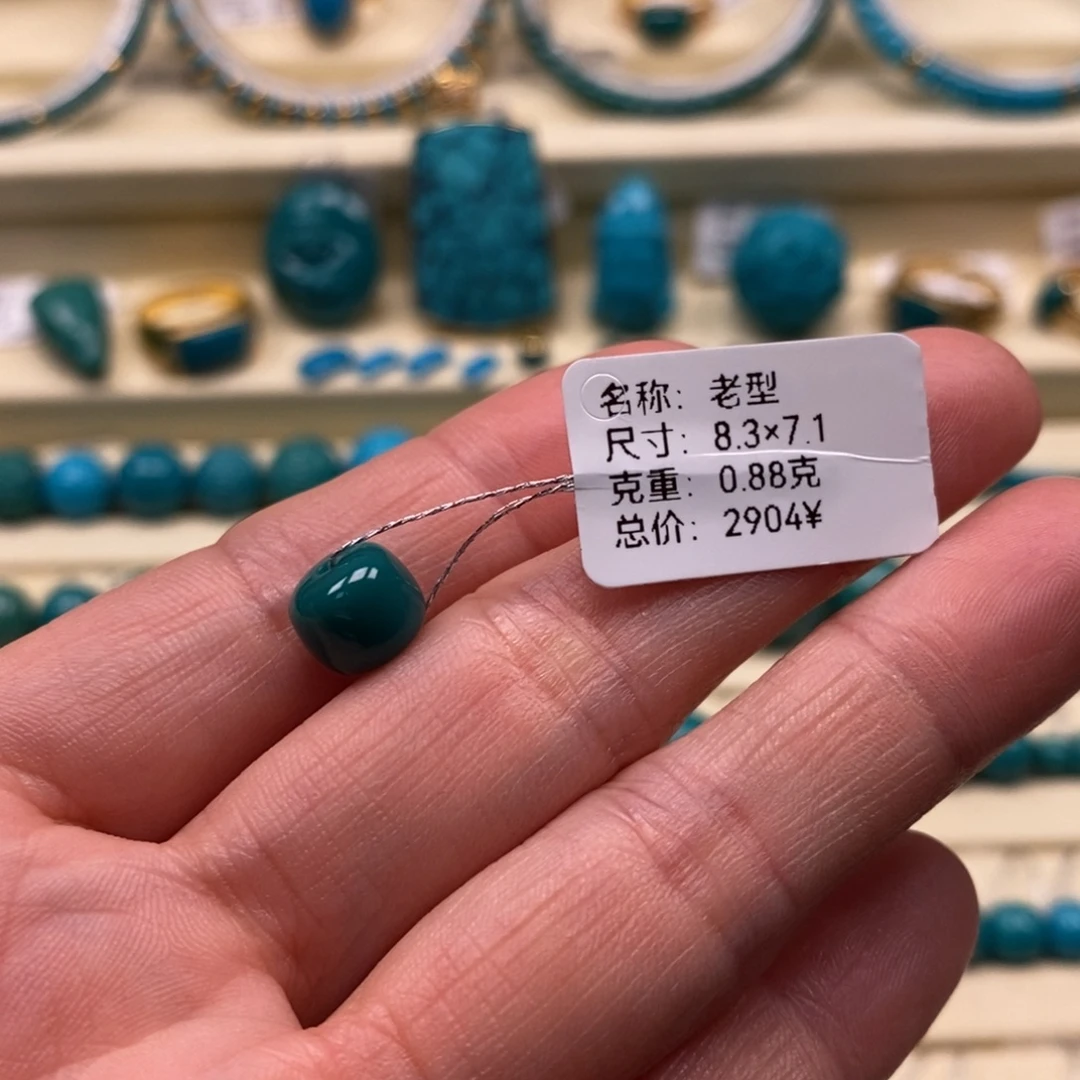 名称: 老型
尺寸: 8.3×7.1
克重: 0.88克
总价: 2904¥